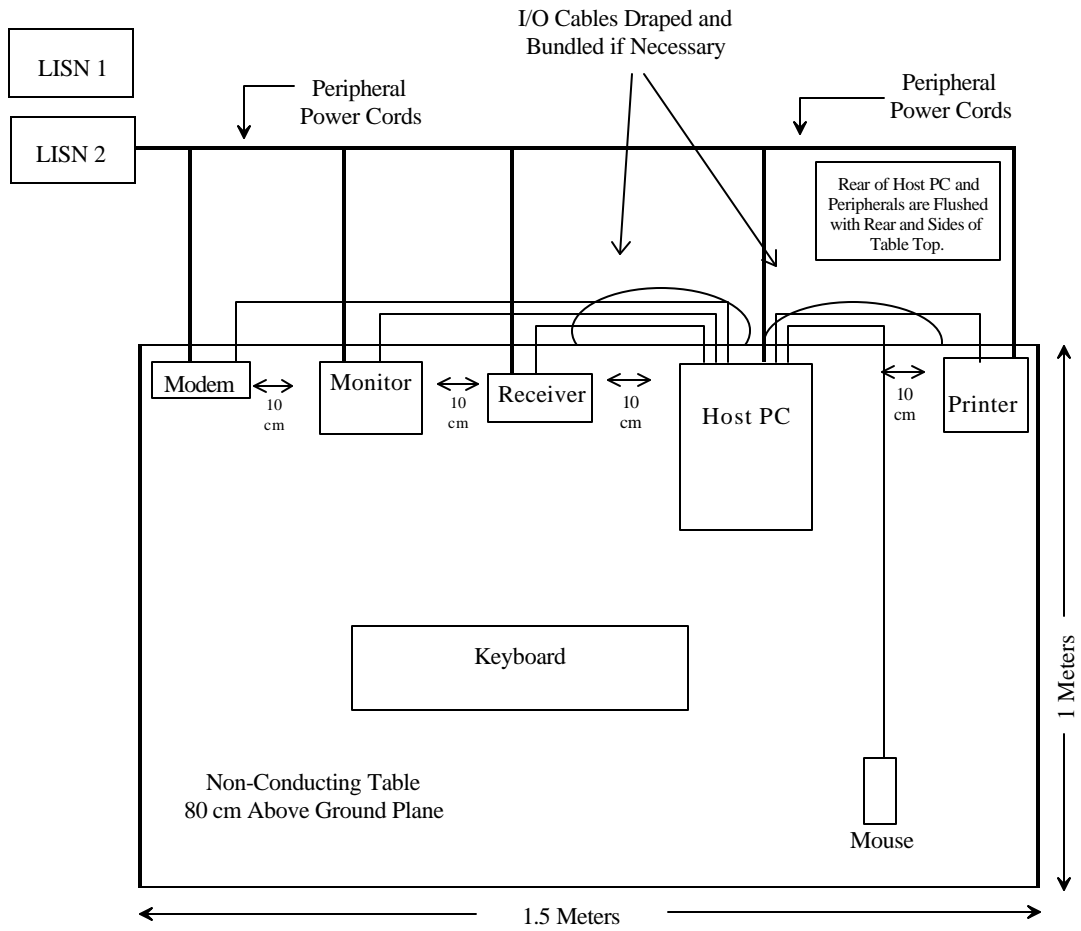 I/O Cables Draped and
Bundled if Necessary
LISN 1
Peripheral
Power Cords
Peripheral
Power Cords
LISN 2
Rear of Host PC and
Peripherals are Flushed
with Rear and Sides of
Table Top.
Modem
10
cm
Monitor
10
cm
Receiver
10
cm
Host PC
10
cm
Printer
Keyboard
1 Meters
Non-Conducting Table
80 cm Above Ground Plane
Mouse
1.5 Meters